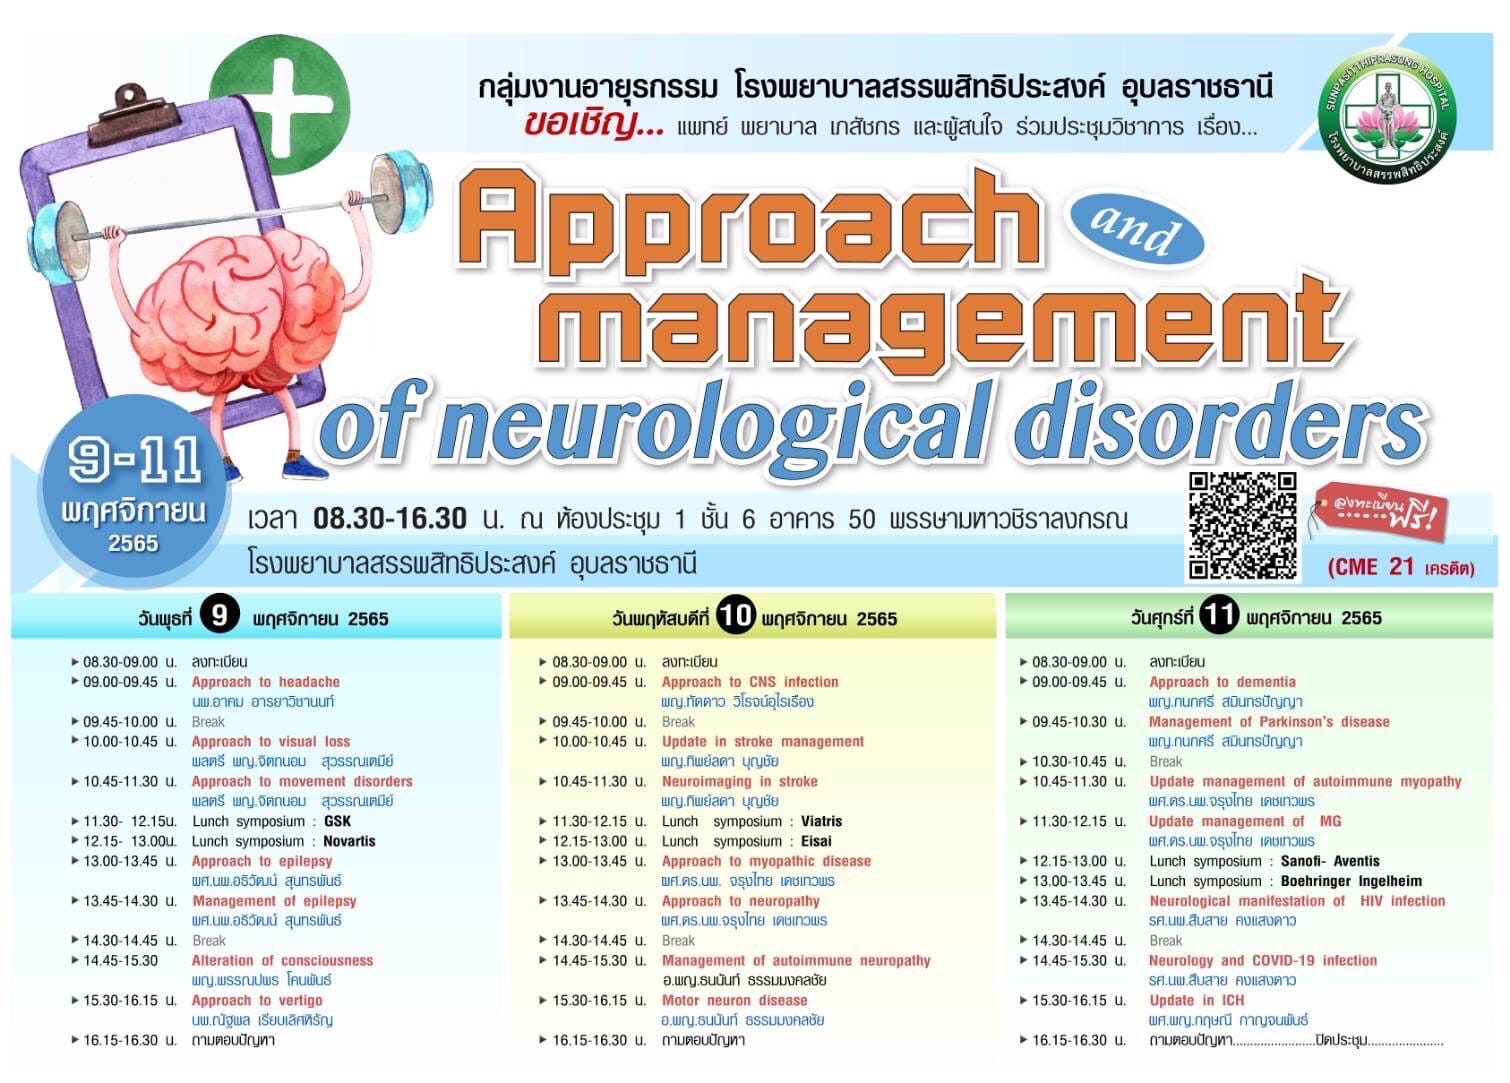 กลุ่มงานอายุรกรรม โรงพยาบาลสรรพสิทธิประสงค์ อุบลราชธานี
ขอเชิญ... แพทย์ พยาบาล เภสัชกร และผู้สนใจ ร่วมประชุมวิชาการ เรื่อง...
SUNPASITTHIPRASONG HOSPITAL
โรงพยาบาลสรรพสิทธิประสงค์
Approach and
management
of neurological disorders
9-11
พฤศจิกายน
2565
เวลา 08.30-16.30 น. ณ ห้องประชุม 1 ชั้น 6 อาคาร 50 พรรษามหาวชิราลงกรณ
โรงพยาบาลสรรพสิทธิประสงค์ อุบลราชธานี
ลงทะเบียน
ฟรี!
(CME 21 เครดิต)
วันพุธที่ 9 พฤศจิกายน 2565
08.30-09.00 น. ลงทะเบียน
09.00-09.45 น. Approach to headache
นพ.อาคม อารยาวิชานนท์
09.45-10.00 น. Break
10.00-10.45 น. Approach to visual loss
พลตรี พญ.จิตถนอม สุวรรณเตมีย์
10.45-11.30 น. Approach to movement disorders
พลตรี พญ.จิตถนอม สุวรรณเตมีย์
11.30- 12.15น. Lunch symposium : GSK
12.15- 13.00น. Lunch symposium : Novartis
13.00-13.45 น. Approach to epilepsy
ผศ.นพ.อธิวัฒน์ สุนทรพันธ์
13.45-14.30 น. Management of epilepsy
ผศ.นพ.อธิวัฒน์ สุนทรพันธ์
14.30-14.45 น. Break
14.45-15.30 Alteration of consciousness
พญ.พรรณปพร โคนพันธ์
15.30-16.15 น. Approach to vertigo
นพ.ณัฐพล เรียบเลิศหิรัญ
16.15-16.30 น. ถามตอบปัญหา
วันพฤหัสบดีที่ 10 พฤศจิกายน 2565
08.30-09.00 น. ลงทะเบียน
09.00-09.45 น. Approach to CNS infection
พญ.ทัดดาว วิโรจน์อุไรเรือง
09.45-10.00 น. Break
10.00-10.45 น. Update in stroke management
พญ.ทิพย์ลดา บุญชัย
10.45-11.30 น. Neuroimaging in stroke
พญ.ทิพย์ลดา บุญชัย
11.30-12.15 น. Lunch symposium : Viatris
12.15-13.00 น. Lunch symposium : Eisai
13.00-13.45 น. Approach to myopathic disease
ผศ.ดร.นพ. จรุงไทย เดชเทวพร
13.45-14.30 น. Approach to neuropathy
ผศ.ดร.นพ.จรุงไทย เดชเทวพร
14.30-14.45 น. Break
14.45-15.30 น. Management of autoimmune neuropathy
อ.พญ.ธนนันท์ ธรรมมงคลชัย
15.30-16.15 น. Motor neuron disease
อ.พญ.ธนนันท์ ธรรมมงคลชัย
16.15-16.30 น. ถามตอบปัญหา
วันศุกร์ที่ 11 พฤศจิกายน 2565
08.30-09.00 น. ลงทะเบียน
09.00-09.45 น. Approach to dementia
พญ.กนกศรี สมินทรปัญญา
09.45-10.30 น. Management of Parkinson's disease
พญ.กนกศรี สมินทรปัญญา
10.30-10.45 น. Break
10.45-11.30 น. Update management of autoimmune myopathy
ผศ.ดร.นพ.จรุงไทย เดชเทวพร
11.30-12.15 น. Update management of MG
ผศ.ดร.นพ.จรุงไทย เดชเทวพร
12.15-13.00 น. Lunch symposium : Sanofi- Aventis
13.00-13.45 น. Lunch symposium : Boehringer Ingelheim
13.45-14.30 น. Neurological manifestation of HIV infection
รศ.นพ.สืบสาย คงแสงดาว
14.30-14.45 น. Break
14.45-15.30 น. Neurology and COVID-19 infection
รศ.นพ.สืบสาย คงแสงดาว
15.30-16.15 น. Update in ICH
ผศ.พญ.กฤษณี กาญจนพันธ์
16.15-16.30 น. ถามตอบปัญหา........................ปิดประชุม......................